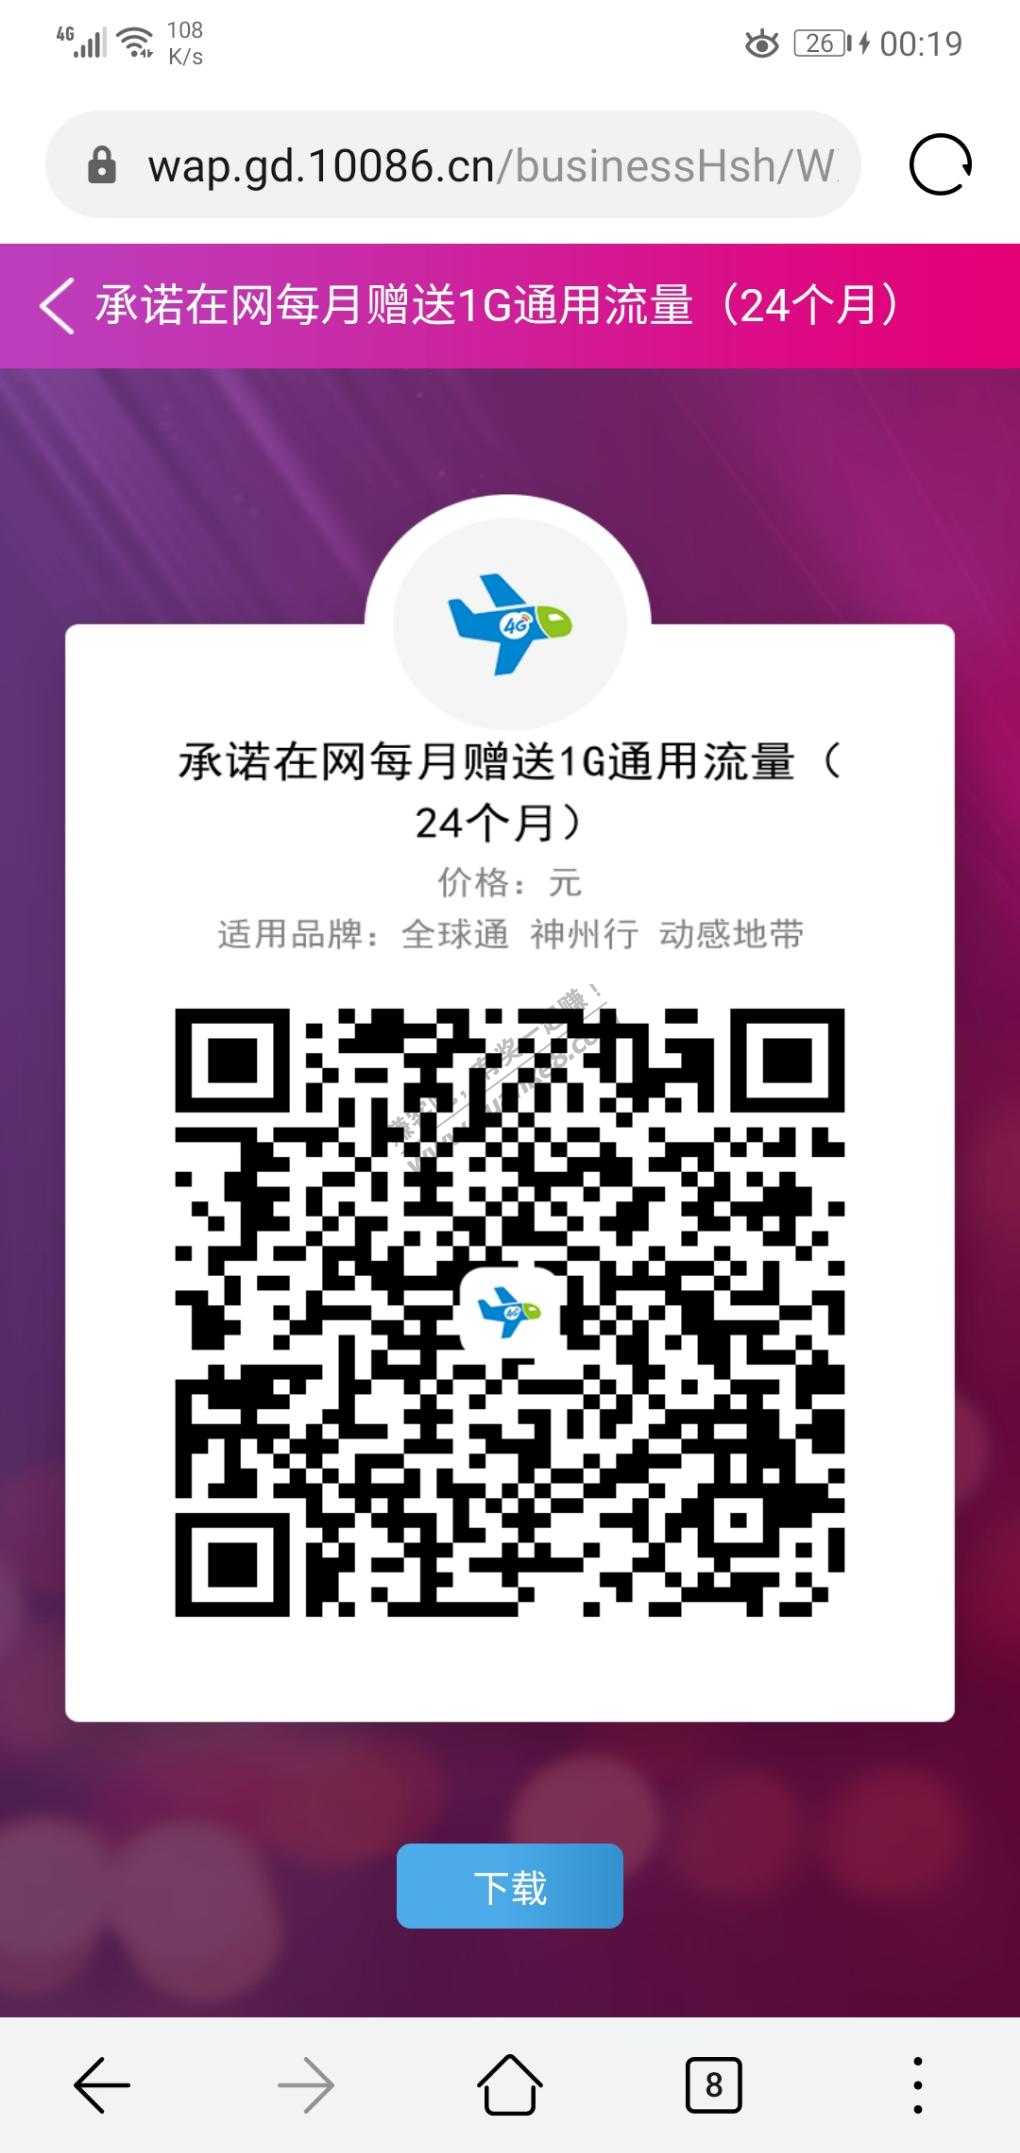 4G
108
K/s
26
00:19
wap.gd.10086.cn/businessHsh/W
承诺在网每月赠送1G通用流量（24个月）
4G
承诺在网每月赠送1G通用流量（
24个月）
价格：元
适用品牌：全球通 神州行 动感地带
4G
下载
8